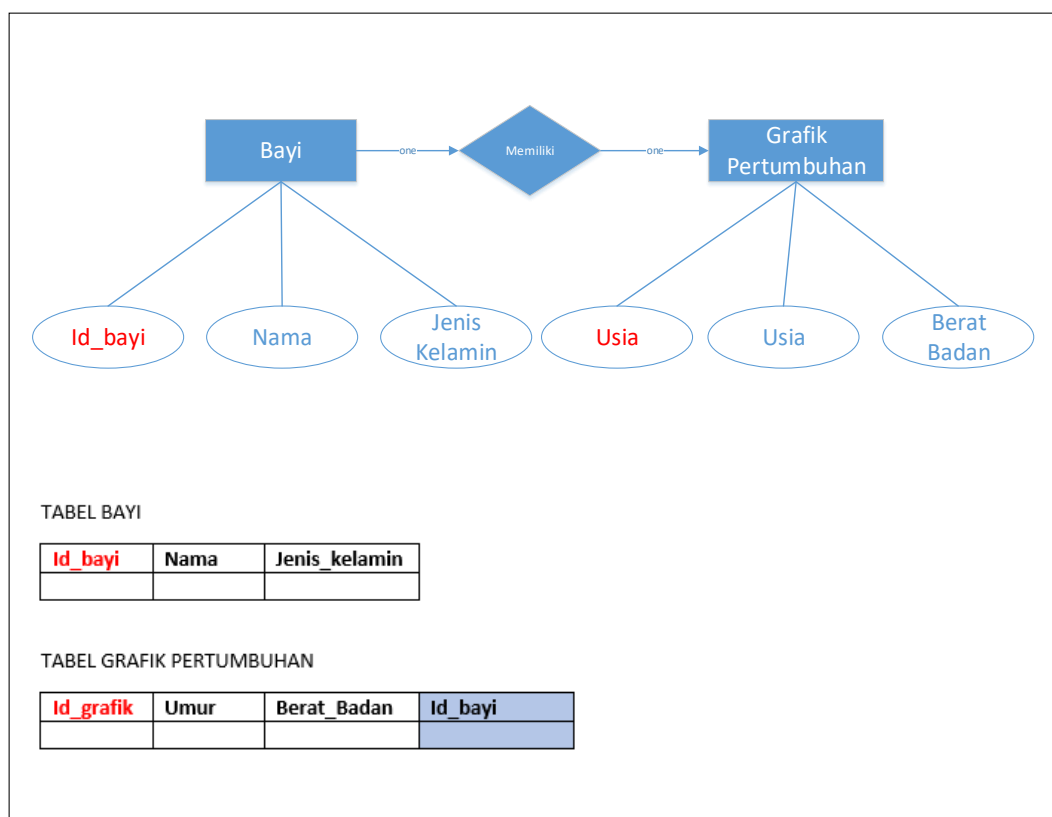 Bayi
one
Memiliki
one
Grafik
Pertumbuhan
Id_bayi
Nama
Jenis
Kelamin
Usia
Usia
Berat
Badan
TABEL BAYI
Id_bayi Nama Jenis_kelamin
TABEL GRAFIK PERTUMBUHAN
Id_grafik Umur Berat_Badan Id_bayi